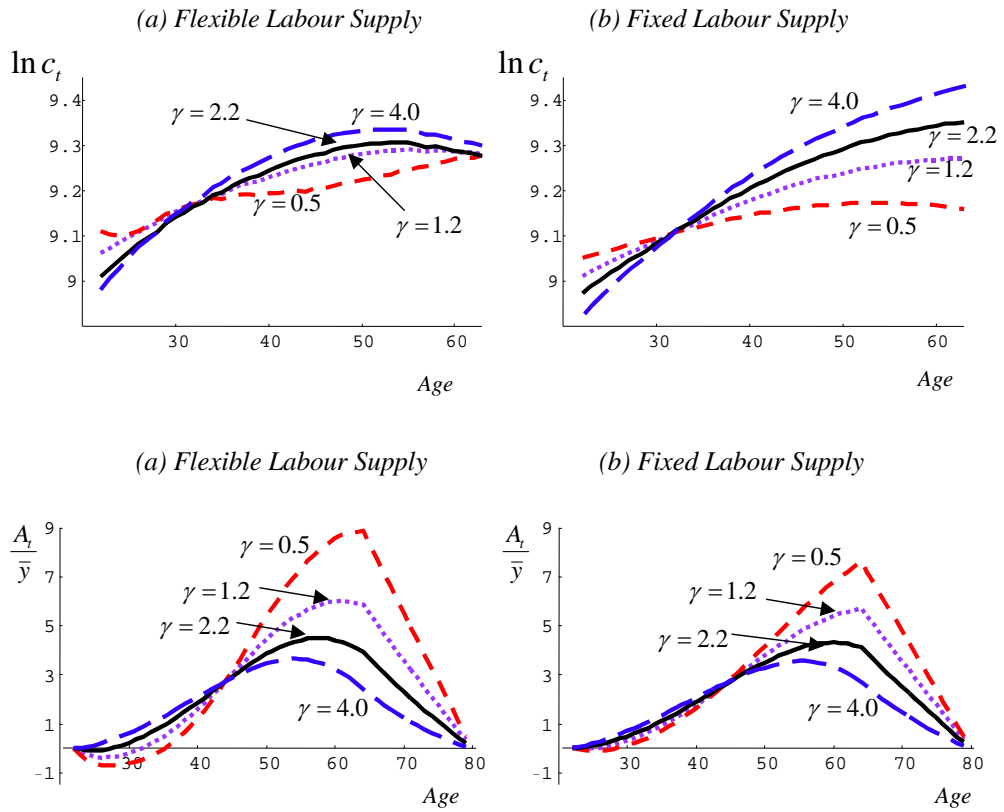 (a) Flexible Labour Supply
(b) Fixed Labour Supply
ln c_t
9.4
9.3
9.2
9.1
9
γ = 2.2
γ = 4.0
γ = 0.5
γ = 1.2
30 40 50 60
Age
ln c_t
9.4
9.3
9.2
9.1
9
γ = 4.0
γ = 2.2
γ = 1.2
γ = 0.5
30 40 50 60
Age
(a) Flexible Labour Supply
(b) Fixed Labour Supply
A_t
y̅
9
7
5
3
1
-1
γ = 0.5
γ = 1.2
γ = 2.2
γ = 4.0
30 40 50 60 70 80
Age
A_t
y̅
9
7
5
3
1
-1
γ = 0.5
γ = 1.2
γ = 2.2
γ = 4.0
30 40 50 60 70 80
Age